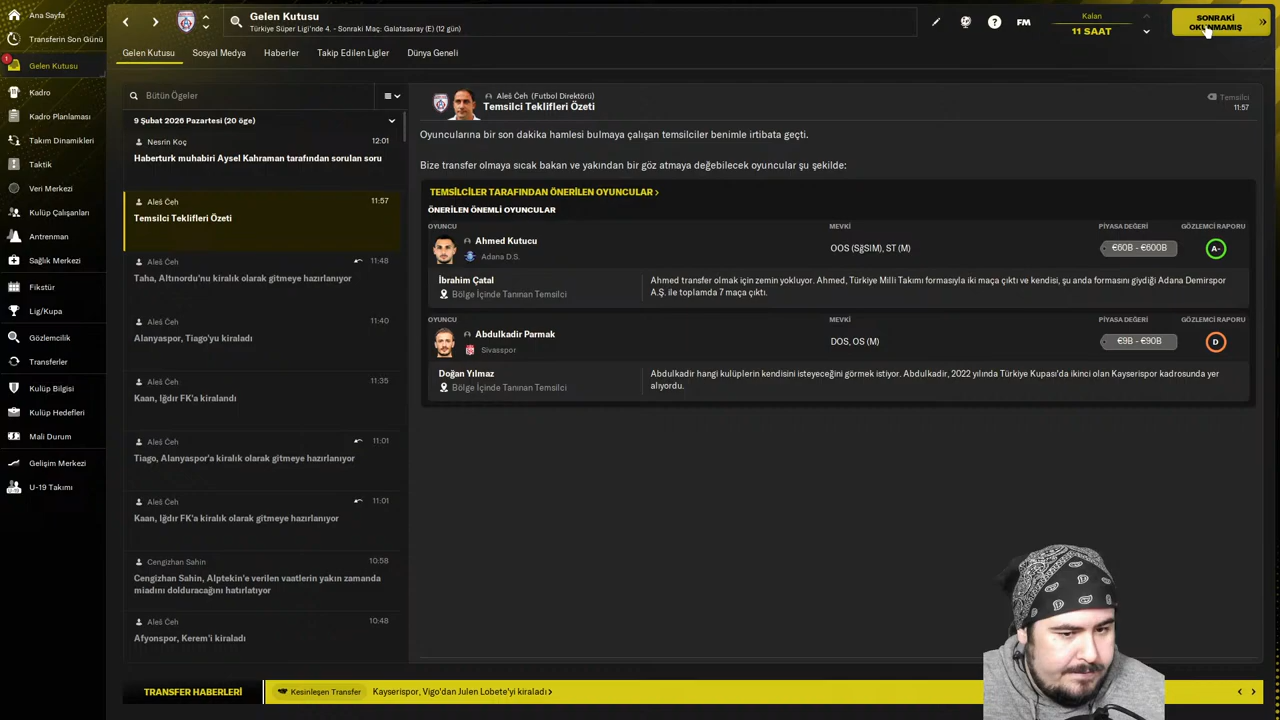 Ana Sayfa
Transferin Son Günü
1
Gelen Kutusu
Kadro
Kadro Planlaması
Takım Dinamikleri
Taktik
Veri Merkezi
Kulüp Çalışanları
Antrenman
Sağlık Merkezi
Fikstür
Lig/Kupa
Gözlemcilik
Transferler
Kulüp Bilgisi
Kulüp Hedefleri
Mali Durum
Gelişim Merkezi
U-19 Takımı
Gelen Kutusu
Türkiye Süper Ligi'nde 4. - Sonraki Maç: Galatasaray (E) (12 gün)
FM
Kalan
11 SAAT
SONRAKİ
OKUNMAMIŞ
Gelen Kutusu Sosyal Medya Haberler Takip Edilen Ligler Dünya Geneli
Bütün Ögeler
9 Şubat 2026 Pazartesi (20 öge)
Nesrin Koç 12:01
Haberturk muhabiri Aysel Kahraman tarafından sorulan soru
Aleš Čeh 11:57
Temsilci Teklifleri Özeti
Aleš Čeh 11:48
Taha, Altınordu'nu kiralık olarak gitmeye hazırlanıyor
Aleš Čeh 11:40
Alanyaspor, Tiago'yu kiraladı
Aleš Čeh 11:35
Kaan, Iğdır FK'a kiralandı
Aleš Čeh 11:01
Tiago, Alanyaspor'a kiralık olarak gitmeye hazırlanıyor
Aleš Čeh 11:01
Kaan, Iğdır FK'a kiralık olarak gitmeye hazırlanıyor
Cengizhan Sahin 10:58
Cengizhan Sahin, Alptekin'e verilen vaatlerin yakın zamanda
miadını dolduracağını hatırlatıyor
Aleš Čeh 10:48
Afyonspor, Kerem'i kiraladı
Aleš Čeh (Futbol Direktörü)
Temsilci Teklifleri Özeti
Temsilci
11:57
Oyuncularına bir son dakika hamlesi bulmaya çalışan temsilciler benimle irtibata geçti.
Bize transfer olmaya sıcak bakan ve yakından bir göz atmaya değebilecek oyuncular şu şekilde:
TEMSİLCİLER TARAFINDAN ÖNERİLEN OYUNCULAR
ÖNERİLEN ÖNEMLİ OYUNCULAR
OYUNCU MEVKİ PİYASA DEĞERİ GÖZLEMCİ RAPORU
Ahmed Kutucu
Adana D.S.
OOS (SğSlM), ST (M) €60B - €600B A-
İbrahim Çatal
Bölge İçinde Tanınan Temsilci
Ahmed transfer olmak için zemin yokluyor. Ahmed, Türkiye Milli Takımı formasıyla iki maça çıktı ve kendisi, şu anda formasını giydiği Adana Demirspor
A.Ş. ile toplamda 7 maça çıktı.
OYUNCU MEVKİ PİYASA DEĞERİ GÖZLEMCİ RAPORU
Abdulkadir Parmak
Sivasspor
DOS, OS (M) €9B - €90B D
Doğan Yılmaz
Bölge İçinde Tanınan Temsilci
Abdulkadir hangi kulüplerin kendisini isteyeceğini görmek istiyor. Abdulkadir, 2022 yılında Türkiye Kupası'da ikinci olan Kayserispor kadrosunda yer
alıyordu.
TRANSFER HABERLERİ
Kesinleşen Transfer
Kayserispor, Vigo'dan Julen Lobete'yi kiraladı